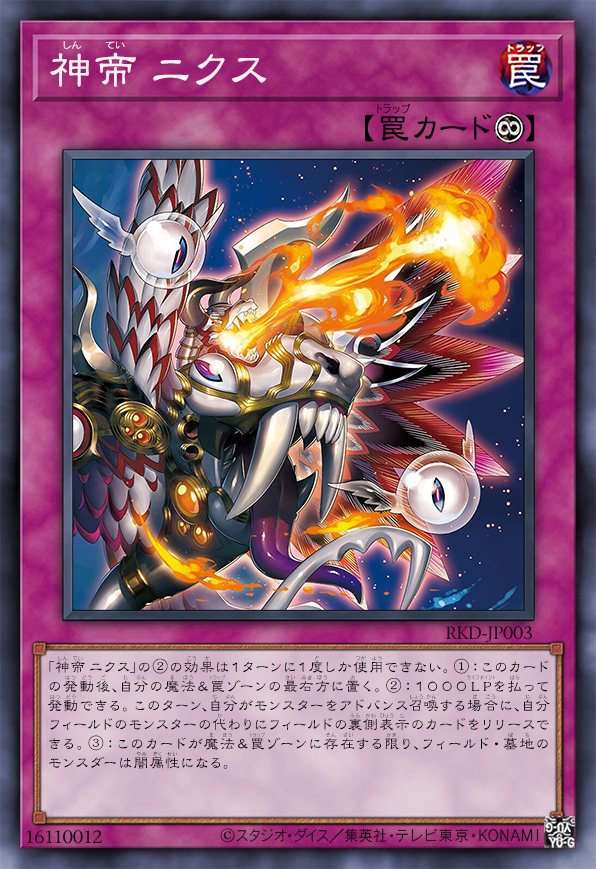 神帝 ニクス
罠
【罠カード】
RKD-JP003
「神帝 ニクス」の②の効果は1ターンに1度しか使用できない。①:このカード
の発動後、自分の魔法&罠ゾーンの最右方に置く。②:1000LPを払って
発動できる。このターン、自分がモンスターをアドバンス召喚する場合に、自分
フィールドのモンスターの代わりにフィールドの裏側表示のカードをリリースで
きる。③:このカードが魔法&罠ゾーンに存在する限り、フィールド・墓地の
モンスターは闇属性になる。
16110012
©スタジオ・ダイス/集英社・テレビ東京・KONAMI